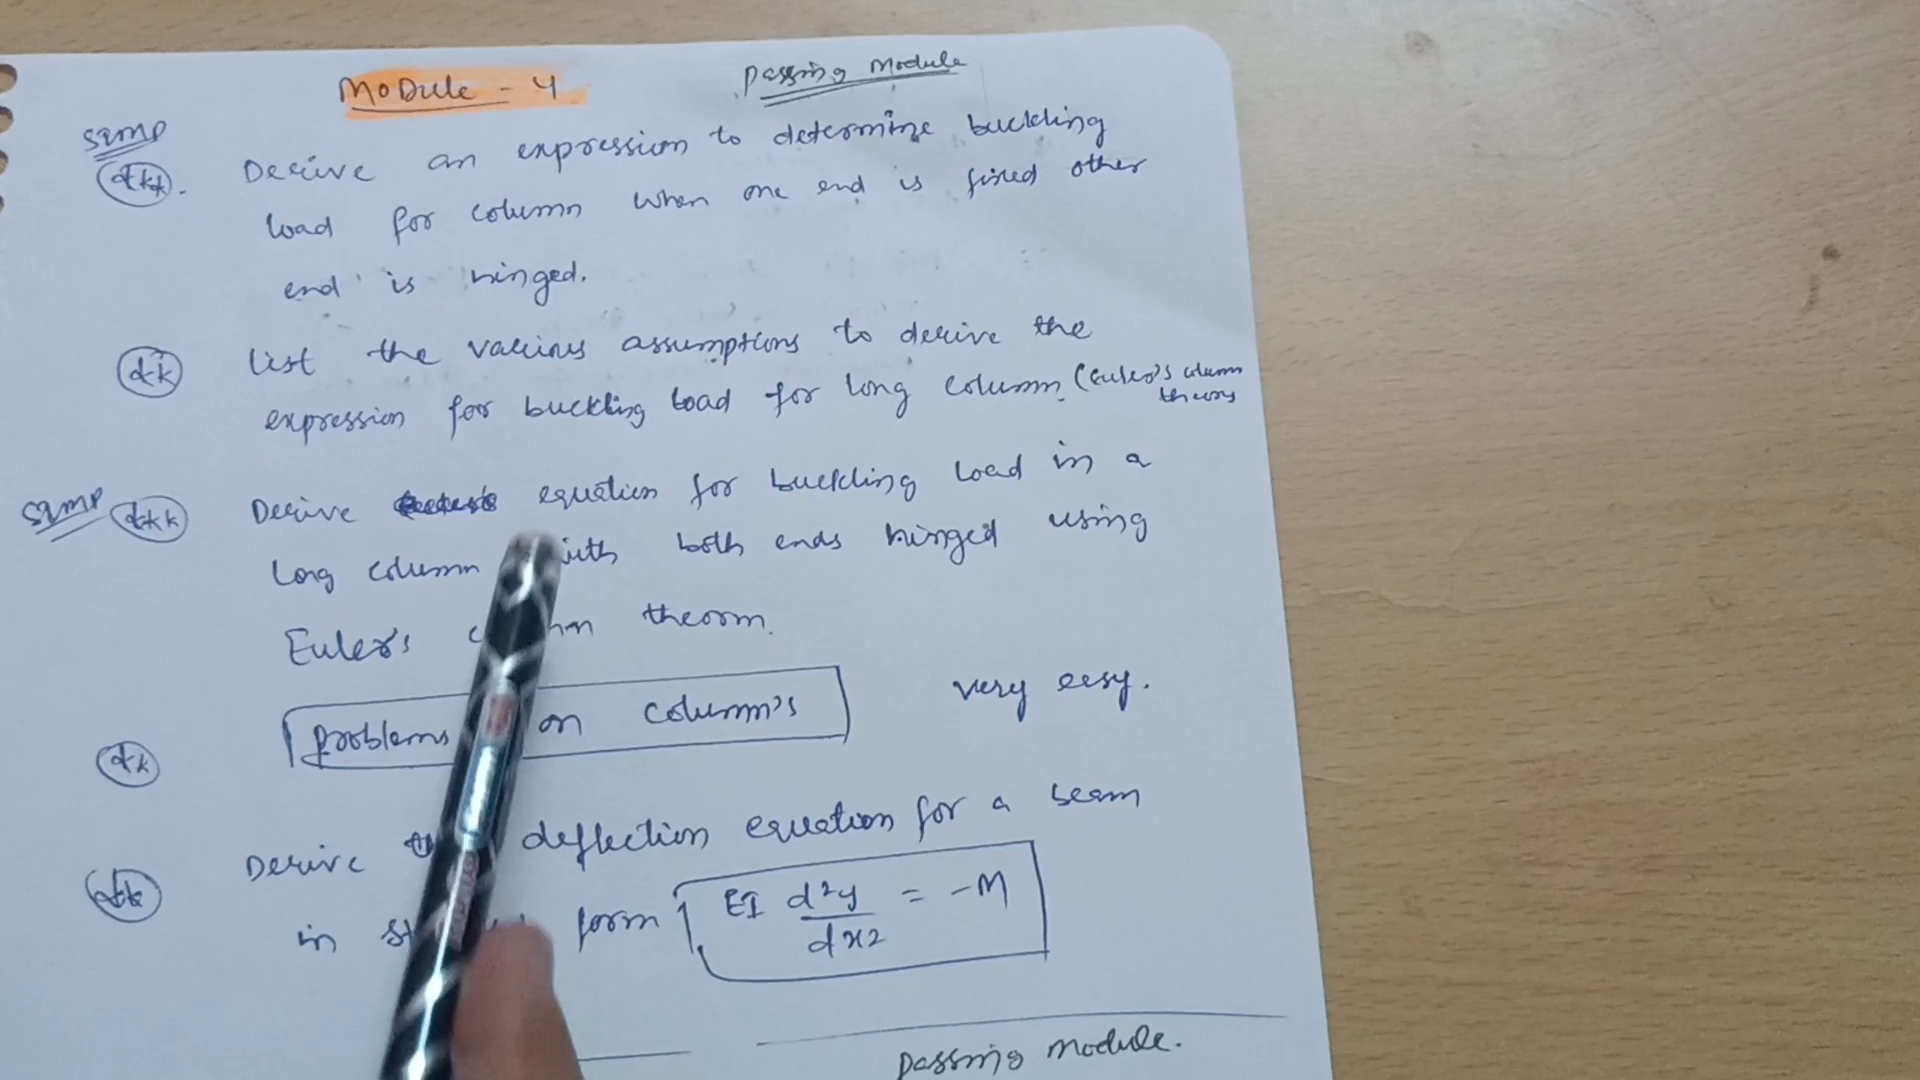 MODULE - 4
Passing Module
SIMP
Derive an expression to determine buckling
load for column when one end is fixed other
end is hinged.
List the various assumptions to derive the
expression for buckling load for long column (Euler's column
theory
SIMP
Derive equation for buckling load in a
long column with both ends hinged using
Euler's theorm.
problems on column's very easy.
Derive deflection equation for a beam
in form EI d²y/dx2 = -M
Passing Module.